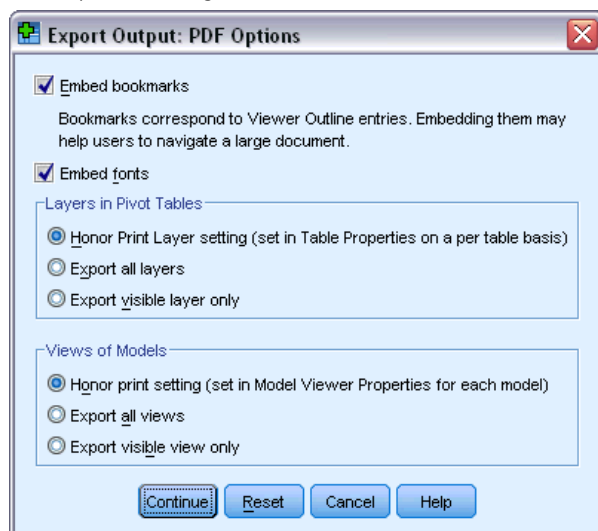 Export Output: PDF Options
Embed bookmarks
Bookmarks correspond to Viewer Outline entries. Embedding them may
help users to navigate a large document.
Embed fonts
Layers in Pivot Tables
Honor Print Layer setting (set in Table Properties on a per table basis)
Export all layers
Export visible layer only
Views of Models
Honor print setting (set in Model Viewer Properties for each model)
Export all views
Export visible view only
Continue Reset Cancel Help